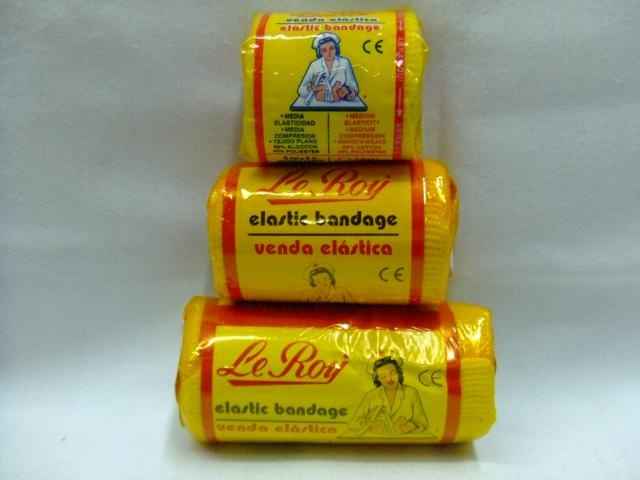 venda elástica
elastic bandage
CE
• MEDIA
ELASTICIDAD
• MEDIA
COMPRESION
• TEJIDO PLANO
• MEDIUM
ELASTICITY
• MEDIUM
COMPRESSION
Le Roy
elastic bandage
venda elástica
CE
Le Roy
CE
elastic bandage
venda elástica